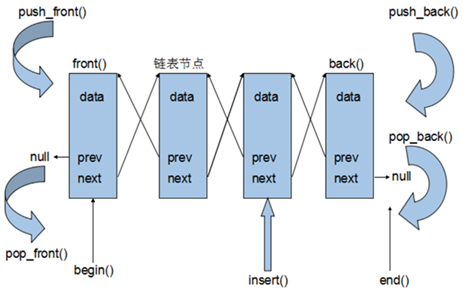 push_front()
push_back()
front()
链表节点
back()
data
data
data
data
pop_back()
null
prev
prev
prev
prev
next
next
next
next
null
pop_front()
begin()
insert()
end()